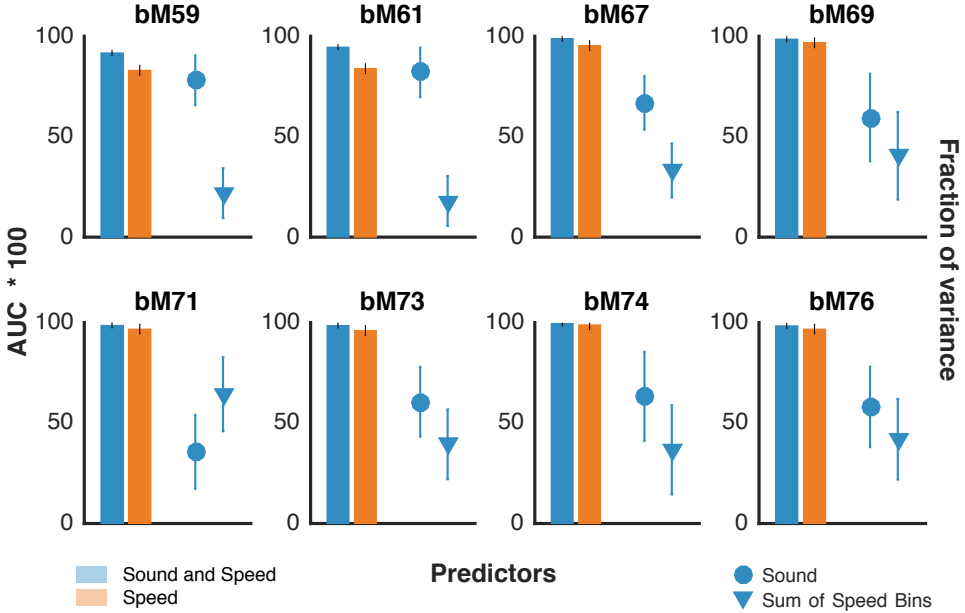 bM59 bM61 bM67 bM69
100 100 100 100
50 50 50 50
0 0 0 0
AUC * 100
Fraction of variance
bM71 bM73 bM74 bM76
100 100 100 100
50 50 50 50
0 0 0 0
Predictors
Sound and Speed
Speed
Sound
Sum of Speed Bins